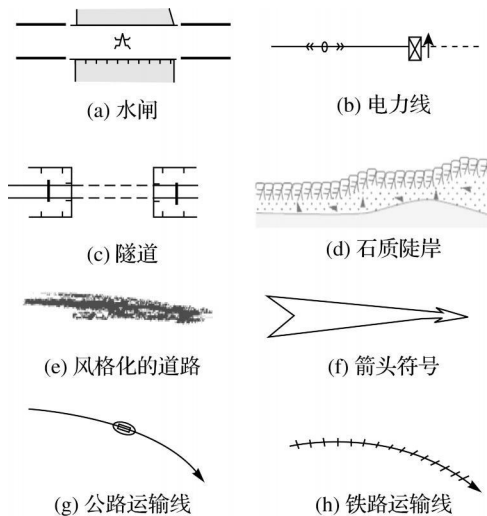 (a) 水闸
(b) 电力线
(c) 隧道
(d) 石质陡岸
(e) 风格化的道路
(f) 箭头符号
(g) 公路运输线
(h) 铁路运输线